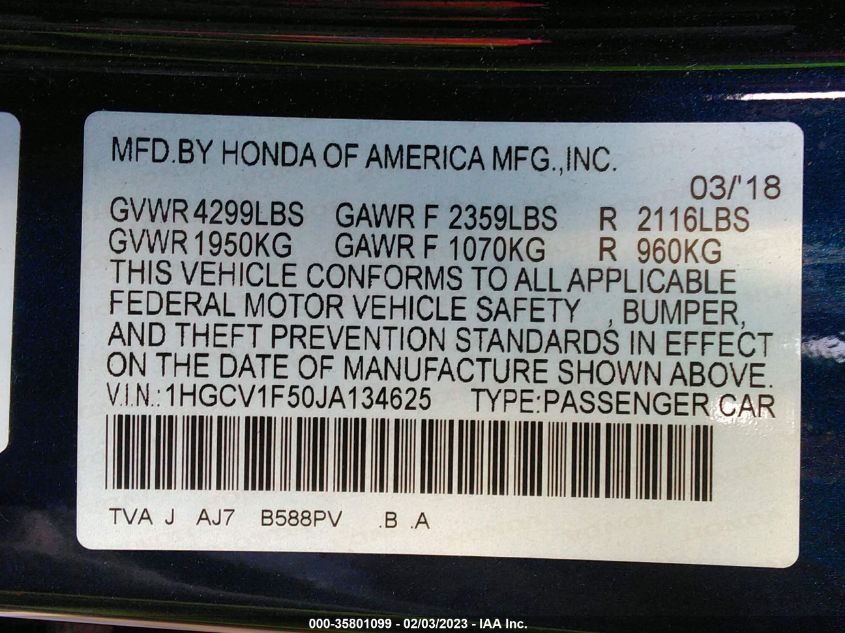 MFD.BY HONDA OF AMERICA MFG.,INC.
03/'18
GVWR 4299LBS GAWR F 2359LBS R 2116LBS
GVWR 1950KG GAWR F 1070KG R 960KG
THIS VEHICLE CONFORMS TO ALL APPLICABLE
FEDERAL MOTOR VEHICLE SAFETY , BUMPER,
AND THEFT PREVENTION STANDARDS IN EFFECT
ON THE DATE OF MANUFACTURE SHOWN ABOVE.
V.I.N.: 1HGCV1F50JA134625 TYPE:PASSENGER CAR
TVA J AJ7 B588PV .B .A
000-35801099 - 02/03/2023 - IAA Inc.